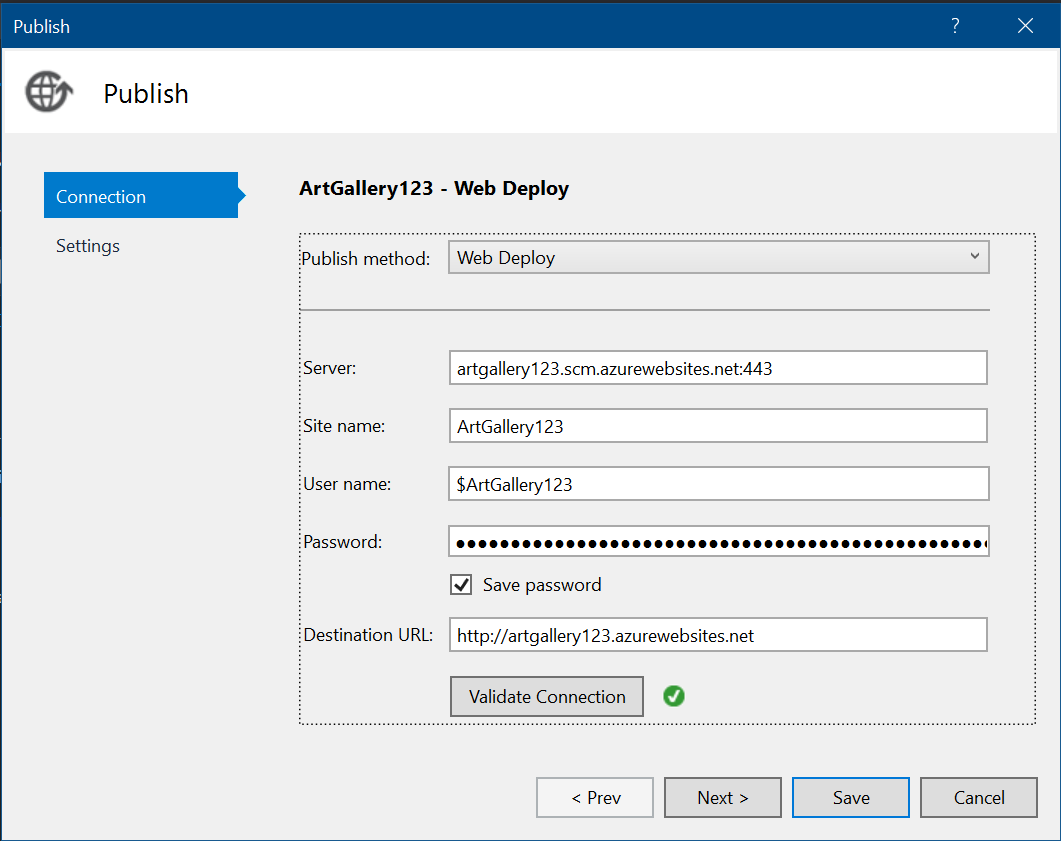 Publish
?
Publish
Connection
Settings
ArtGallery123 - Web Deploy
Publish method: Web Deploy
Server: artgallery123.scm.azurewebsites.net:443
Site name: ArtGallery123
User name: $ArtGallery123
Password: ●●●●●●●●●●●●●●●●●●●●●●●●●●●●●●●●●●●●●●●●●●●●●●●●●
Save password
Destination URL: http://artgallery123.azurewebsites.net
Validate Connection
< Prev Next > Save Cancel